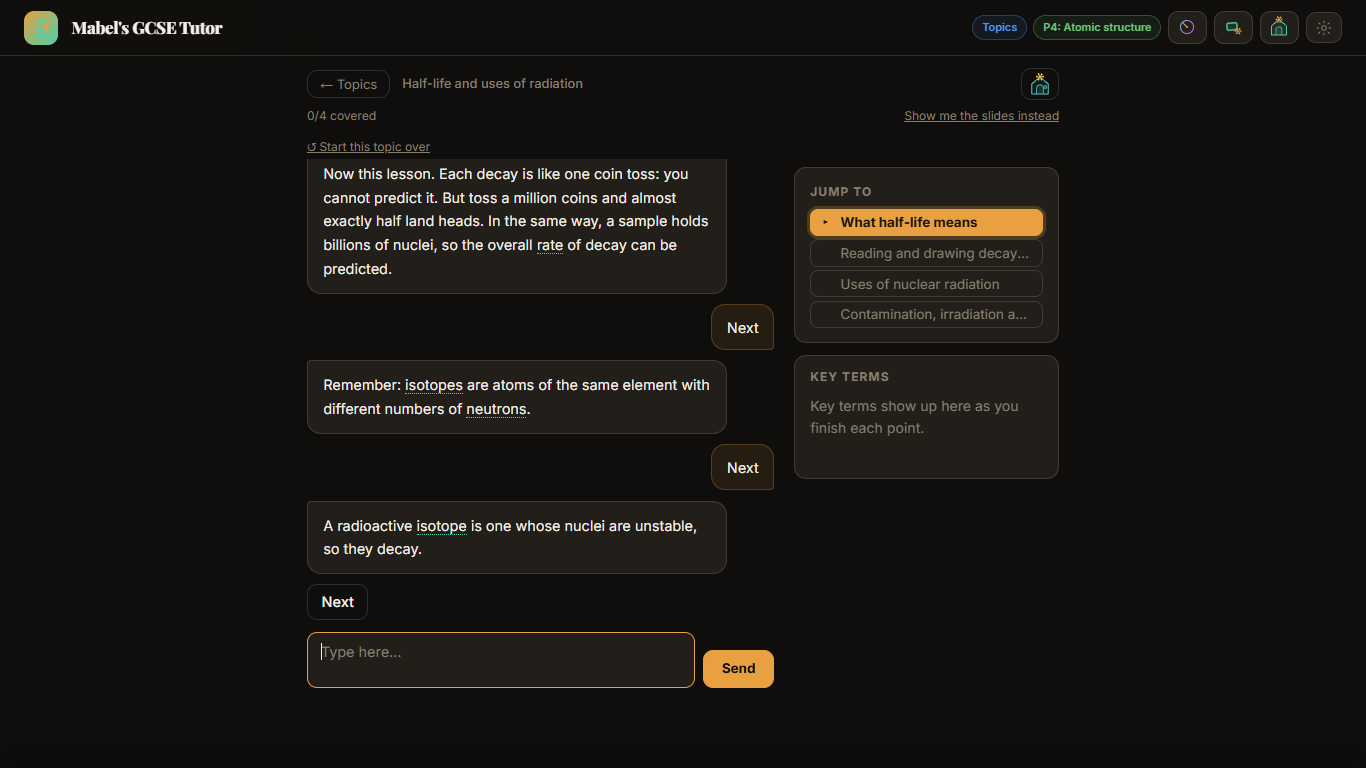 Mabel's GCSE Tutor
Topics
P4: Atomic structure
← Topics
Half-life and uses of radiation
0/4 covered
Show me the slides instead
↺ Start this topic over
Now this lesson. Each decay is like one coin toss: you
cannot predict it. But toss a million coins and almost
exactly half land heads. In the same way, a sample holds
billions of nuclei, so the overall rate of decay can be
predicted.
Next
Remember: isotopes are atoms of the same element with
different numbers of neutrons.
Next
A radioactive isotope is one whose nuclei are unstable,
so they decay.
Next
Type here...
Send
JUMP TO
What half-life means
Reading and drawing decay...
Uses of nuclear radiation
Contamination, irradiation a...
KEY TERMS
Key terms show up here as you
finish each point.